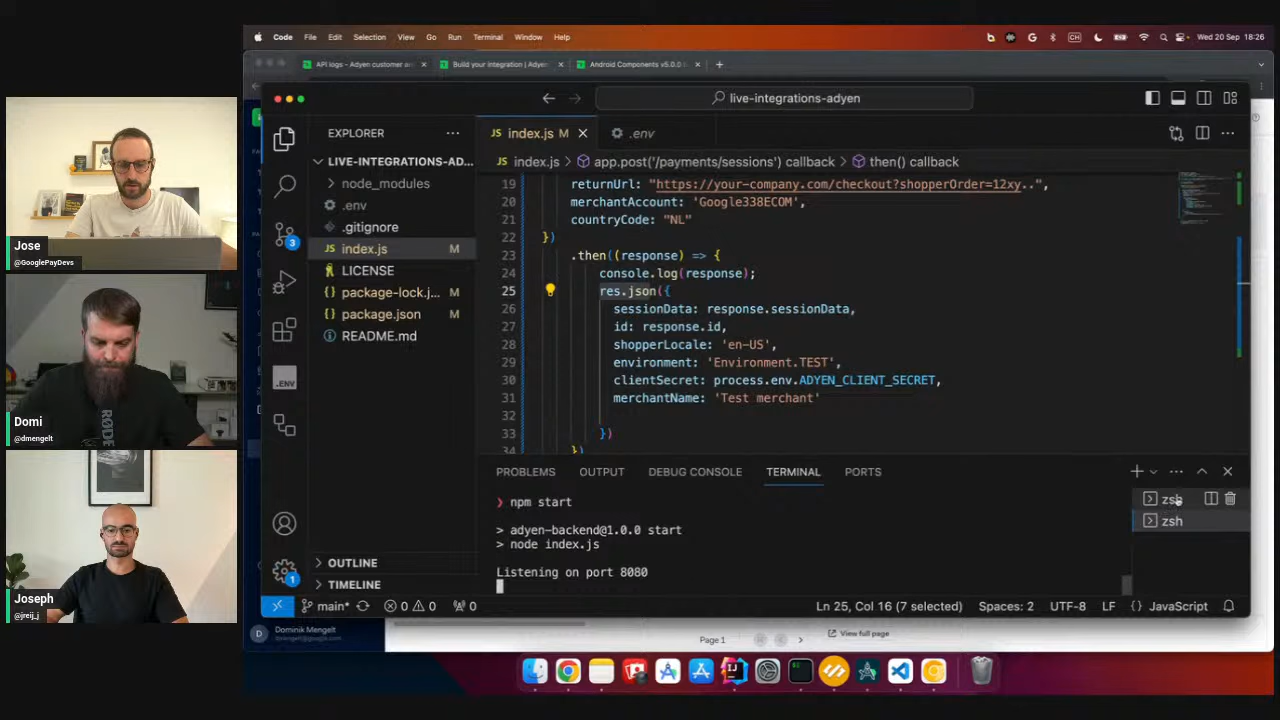 Code File Edit Selection View Go Run Terminal Window Help
CH
Wed 20 Sep 18:26
API logs - Adyen customer ar
Build your integration | Adyen
Android Components v5.0.0
live-integrations-adyen
EXPLORER
JS index.js M
.env
LIVE-INTEGRATIONS-AD...
JS index.js > app.post('/payments/sessions') callback > then() callback
node_modules
.env
.gitignore
JS index.js M
LICENSE
package-lock.j... M
package.json M
README.md
3
.ENV
1
19 returnUrl: "https://your-company.com/checkout?shopperOrder=12xy..",
20 merchantAccount: 'Google338ECOM',
21 countryCode: "NL"
22 })
23 .then((response) => {
24 console.log(response);
25 res.json({
26 sessionData: response.sessionData,
27 id: response.id,
28 shopperLocale: 'en-US',
29 environment: 'Environment.TEST',
30 clientSecret: process.env.ADYEN_CLIENT_SECRET,
31 merchantName: 'Test merchant'
32
33 })
34 })
PROBLEMS OUTPUT DEBUG CONSOLE TERMINAL PORTS
❯ npm start
> adyen-backend@1.0.0 start
> node index.js
Listening on port 8080
zsh
zsh
OUTLINE
TIMELINE
main* 0 0 0
Ln 25, Col 16 (7 selected) Spaces: 2 UTF-8 LF {} JavaScript
D Dominik Mengelt
Page 1
View full page
Jose
@GooglePayDevs
Domi
@dmengelt
RØDE
Joseph
@jreij_j